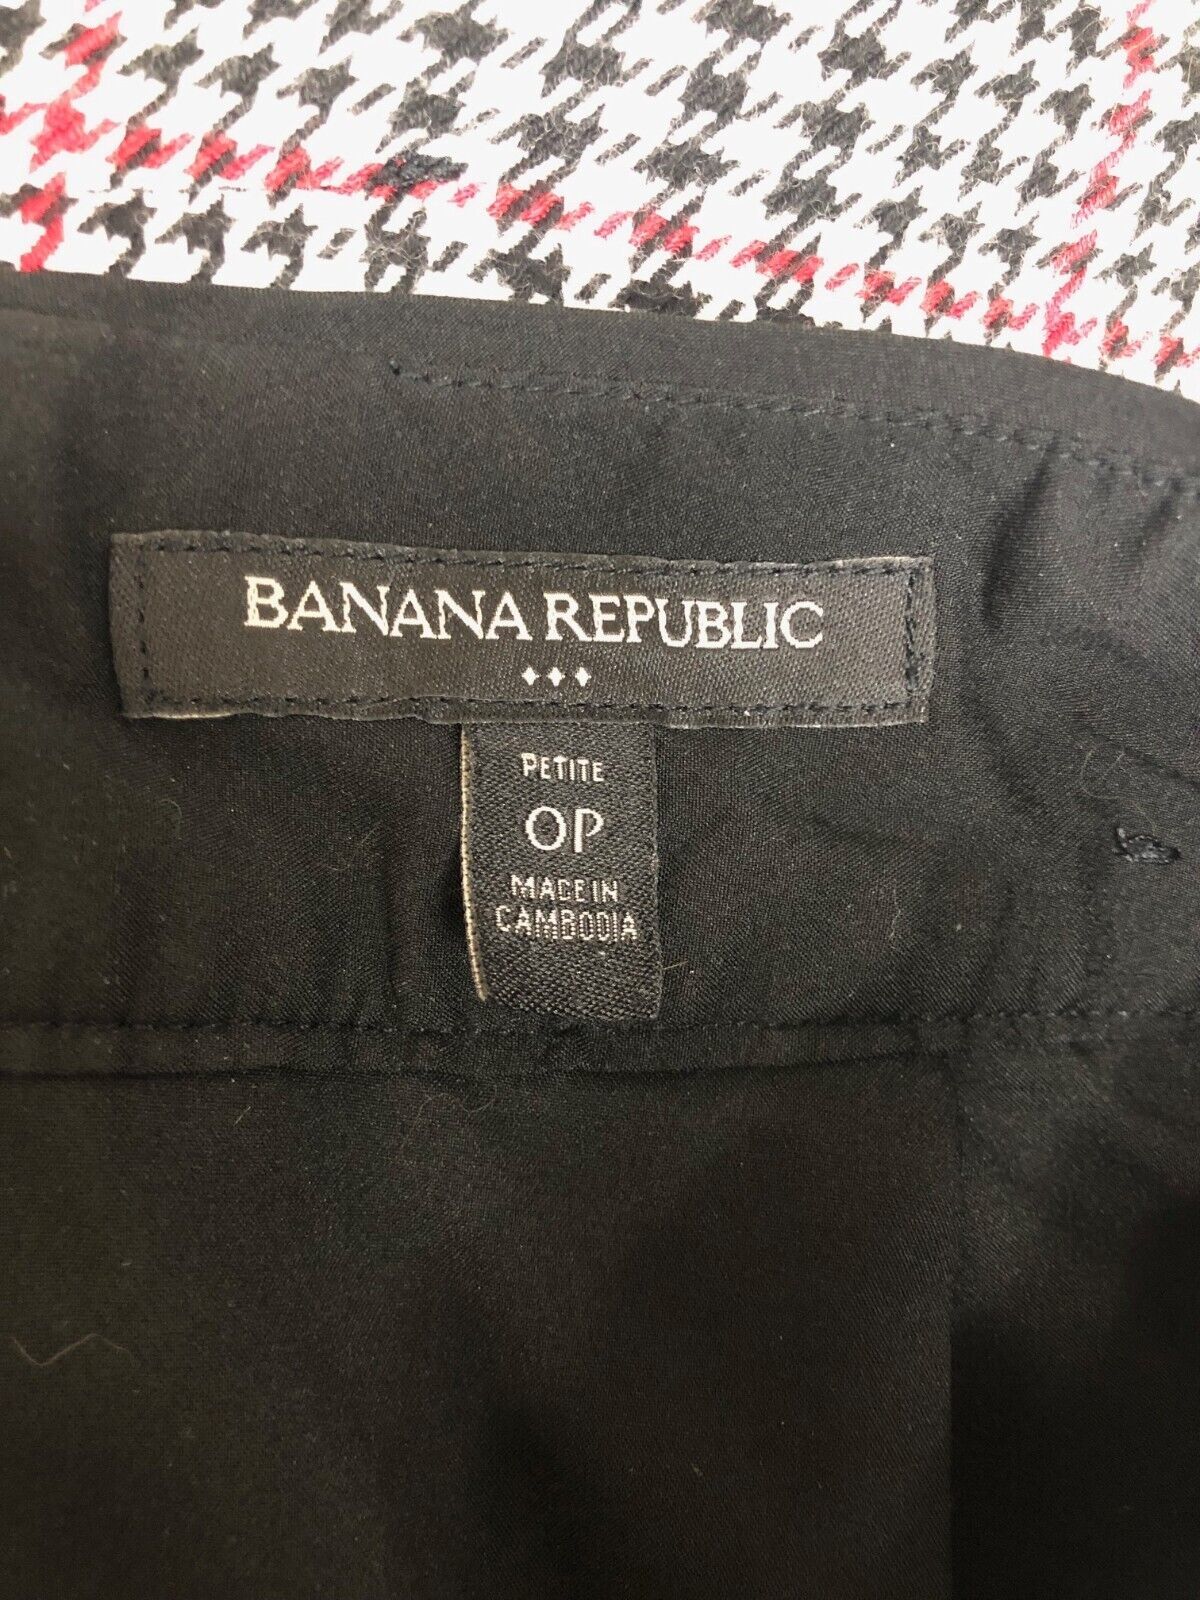 BANANA REPUBLIC
PETITE
0P
MADE IN
CAMBODIA